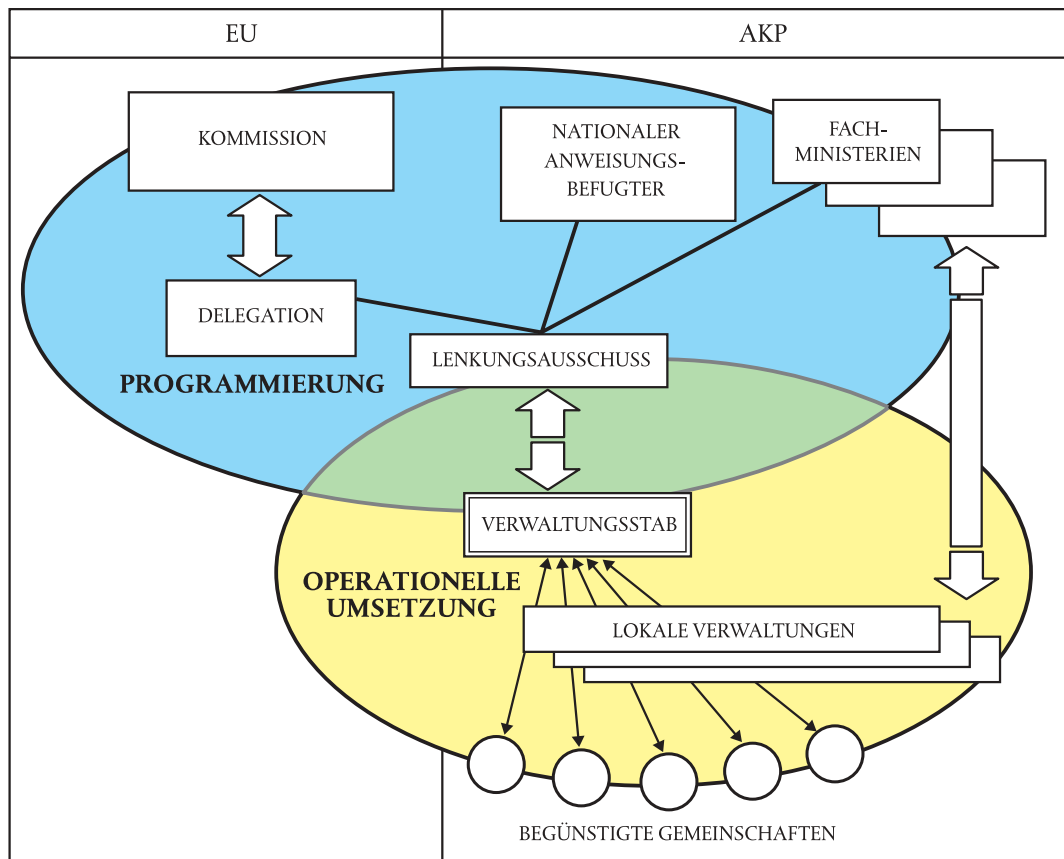 EU
AKP
KOMMISSION
NATIONALER
ANWEISUNGS-
BEFUGTER
FACH-
MINISTERIEN
DELEGATION
LENKUNGSAUSSCHUSS
PROGRAMMIERUNG
VERWALTUNGSSTAB
OPERATIONELLE
UMSETZUNG
LOKALE VERWALTUNGEN
BEGÜNSTIGTE GEMEINSCHAFTEN